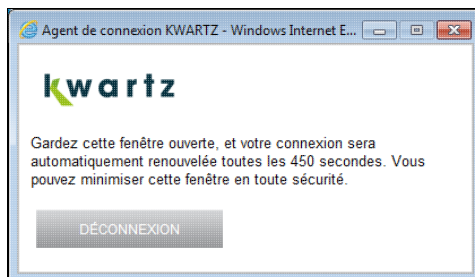 Agent de connexion KWARTZ - Windows Internet E...
kwartz
Gardez cette fenêtre ouverte, et votre connexion sera
automatiquement renouvelée toutes les 450 secondes. Vous
pouvez minimiser cette fenêtre en toute sécurité.
DÉCONNEXION